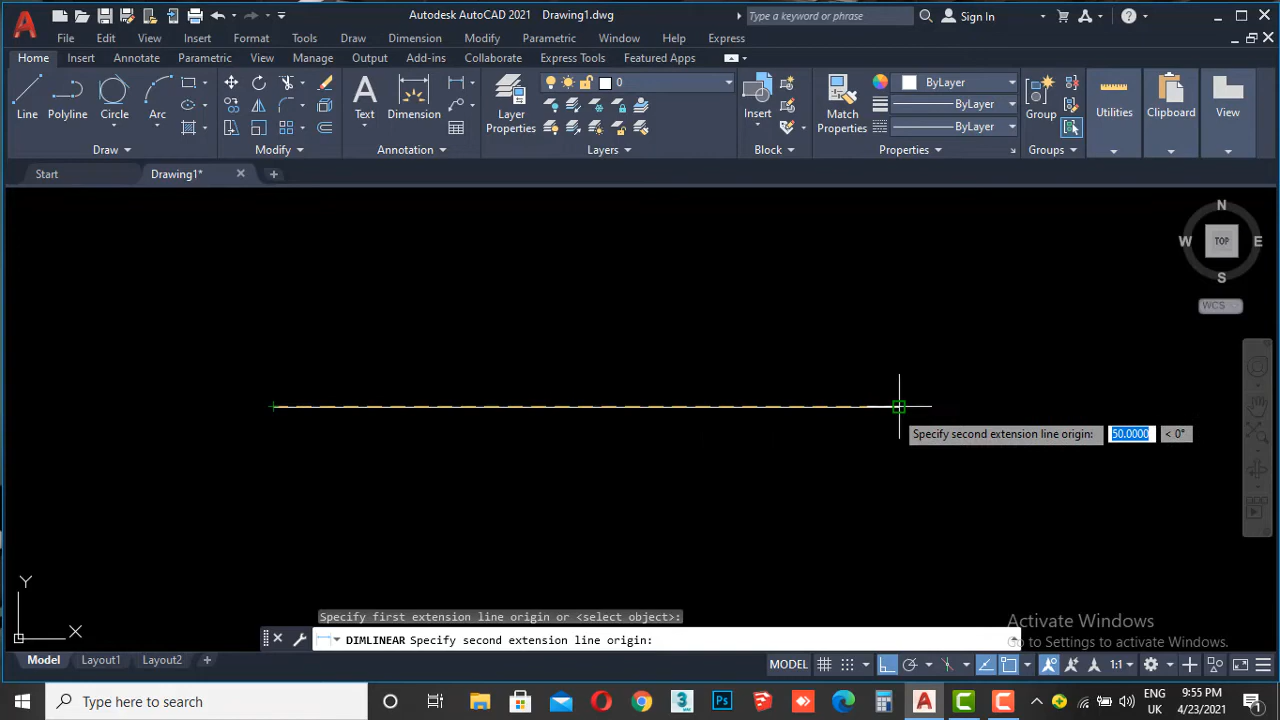 Autodesk AutoCAD 2021 Drawing1.dwg
Type a keyword or phrase
Sign In
File Edit View Insert Format Tools Draw Dimension Modify Parametric Window Help Express
Home Insert Annotate Parametric View Manage Output Add-ins Collaborate Express Tools Featured Apps
0
ByLayer
ByLayer
ByLayer
Line Polyline Circle Arc
Text Dimension
Layer Properties
Insert
Match Properties
Group
Utilities Clipboard View
Draw Modify Annotation Layers Block Properties Groups
Start Drawing1*
N
W TOP E
S
WCS
Specify second extension line origin: 50.0000 < 0°
Y
X
Specify first extension line origin or <select object>:
DIMLINEAR Specify second extension line origin:
Activate Windows
Go to Settings to activate Windows.
Model Layout1 Layout2
MODEL 1:1
Type here to search
Ps
3
ENG
UK
9:55 PM
4/23/2021
1